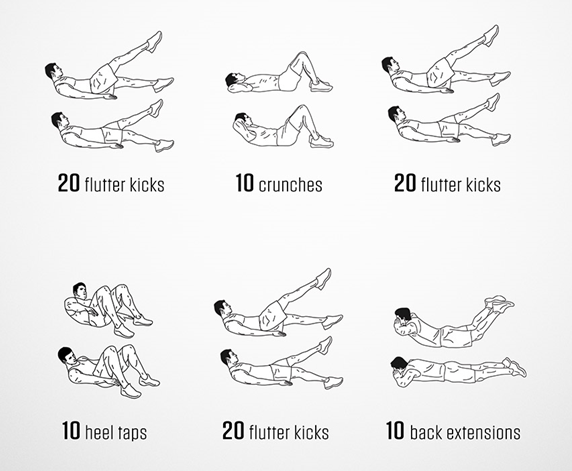 20 flutter kicks
10 crunches
20 flutter kicks
10 heel taps
20 flutter kicks
10 back extensions